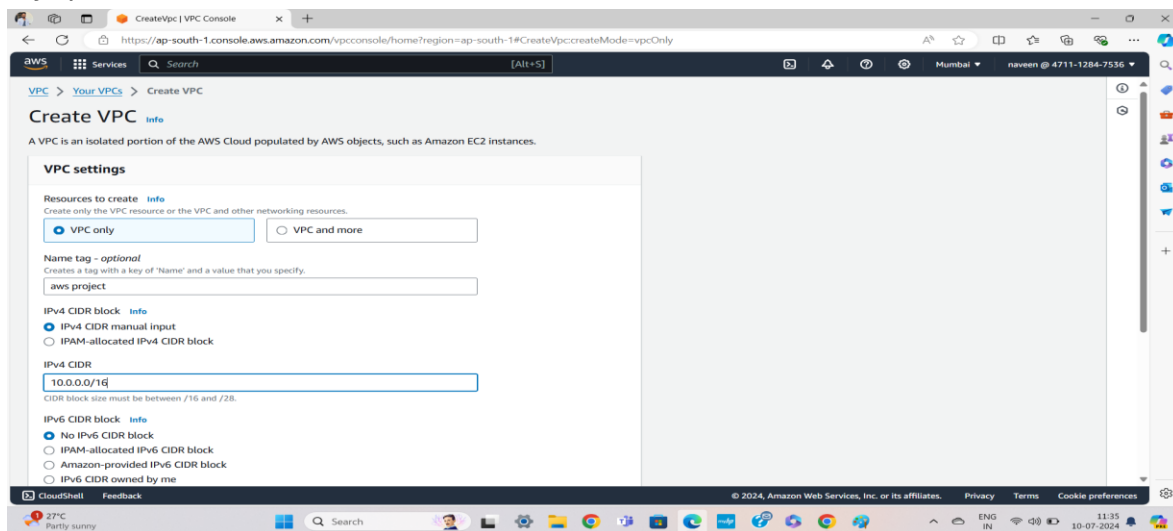 CreateVpc | VPC Console
https://ap-south-1.console.aws.amazon.com/vpcconsole/home?region=ap-south-1#CreateVpc:createMode=vpcOnly
aws Services Search [Alt+S] Mumbai naveen @ 4711-1284-7536
VPC > Your VPCs > Create VPC
Create VPC Info
A VPC is an isolated portion of the AWS Cloud populated by AWS objects, such as Amazon EC2 instances.
VPC settings
Resources to create Info
Create only the VPC resource or the VPC and other networking resources.
VPC only VPC and more
Name tag - optional
Creates a tag with a key of 'Name' and a value that you specify.
aws project
IPv4 CIDR block Info
IPv4 CIDR manual input
IPAM-allocated IPv4 CIDR block
IPv4 CIDR
10.0.0.0/16
CIDR block size must be between /16 and /28.
IPv6 CIDR block Info
No IPv6 CIDR block
IPAM-allocated IPv6 CIDR block
Amazon-provided IPv6 CIDR block
IPv6 CIDR owned by me
CloudShell Feedback © 2024, Amazon Web Services, Inc. or its affiliates. Privacy Terms Cookie preferences
27°C Search ENG 11:35
Partly sunny IN 10-07-2024